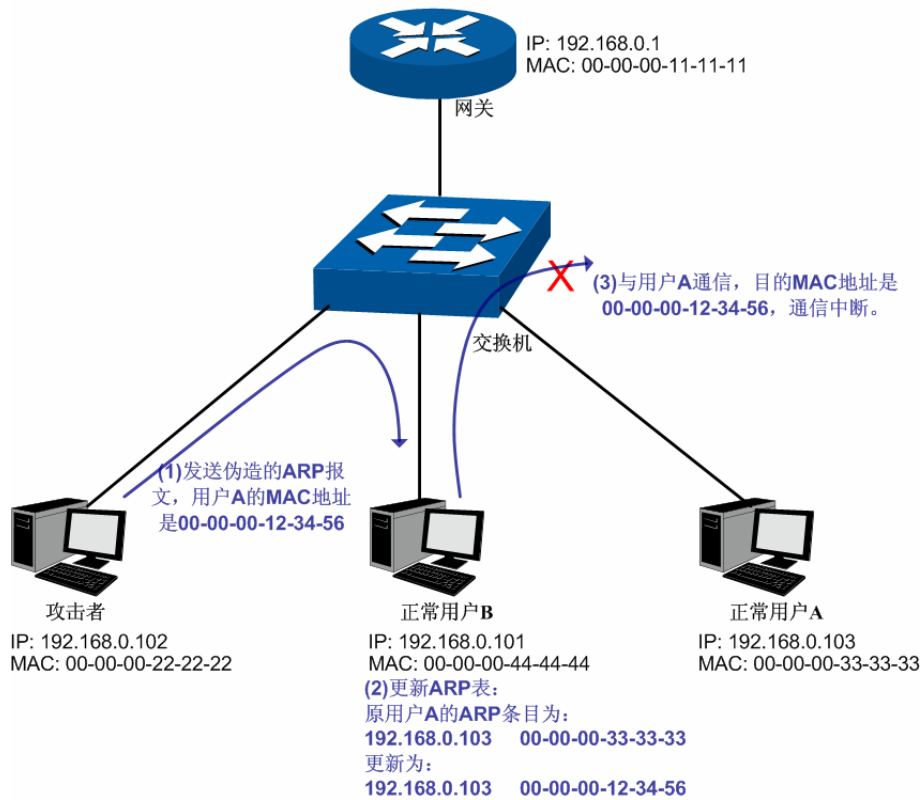 IP: 192.168.0.1
MAC: 00-00-00-11-11-11
网关
X
(3)与用户A通信，目的MAC地址是
00-00-00-12-34-56，通信中断。
交换机
(1)发送伪造的ARP报
文，用户A的MAC地址
是00-00-00-12-34-56
攻击者
IP: 192.168.0.102
MAC: 00-00-00-22-22-22
正常用户B
IP: 192.168.0.101
MAC: 00-00-00-44-44-44
(2)更新ARP表：
原用户A的ARP条目为：
192.168.0.103 00-00-00-33-33-33
更新为：
192.168.0.103 00-00-00-12-34-56
正常用户A
IP: 192.168.0.103
MAC: 00-00-00-33-33-33